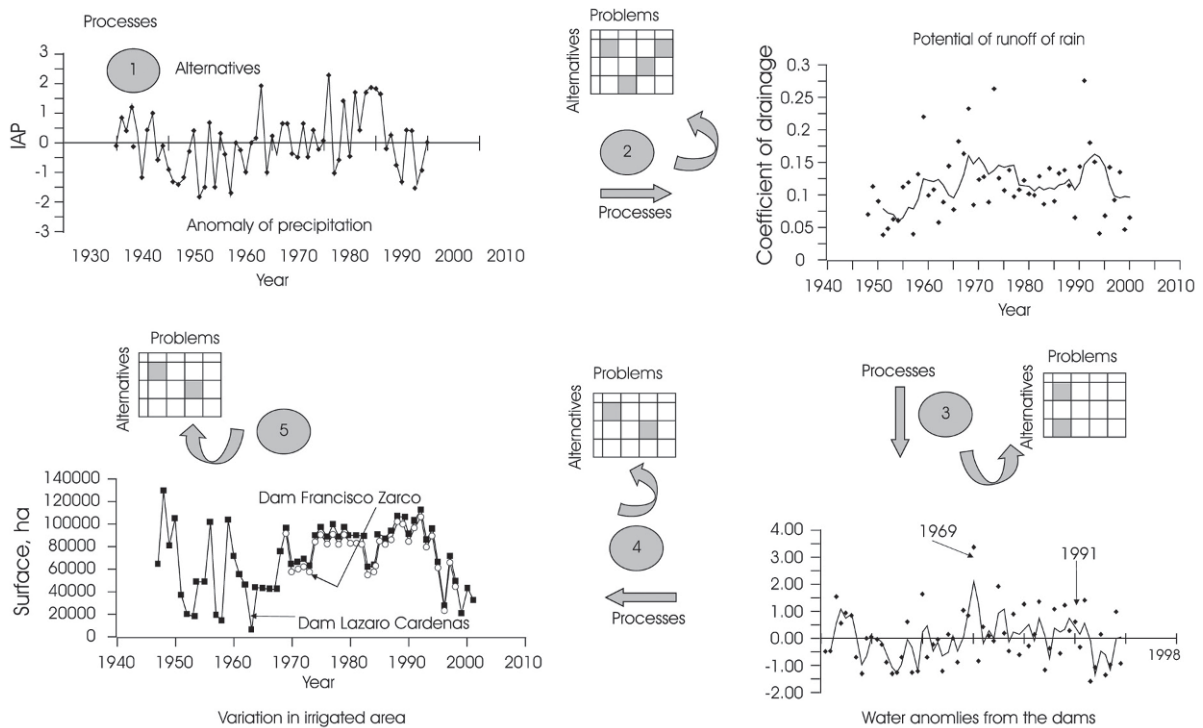 Processes
1
Alternatives
3
2
1
0
-1
-2
-3
IAP
Anomaly of precipitation
1930 1940 1950 1960 1970 1980 1990 2000 2010
Year
Problems
Alternatives
2
Processes
Potential of runoff of rain
0.3
0.25
0.2
0.15
0.1
0.05
0
Coefficient of drainage
1940 1950 1960 1970 1980 1990 2000 2010
Year
Problems
Alternatives
5
140000
120000
100000
80000
60000
40000
20000
0
Surface, ha
Dam Francisco Zarco
Dam Lazaro Cardenas
1940 1950 1960 1970 1980 1990 2000 2010
Year
Variation in irrigated area
Problems
Alternatives
4
Processes
Processes
3
Problems
Alternatives
4.00
3.00
2.00
1.00
0.00
-1.00
-2.00
1969
1991
1998
Water anomlies from the dams